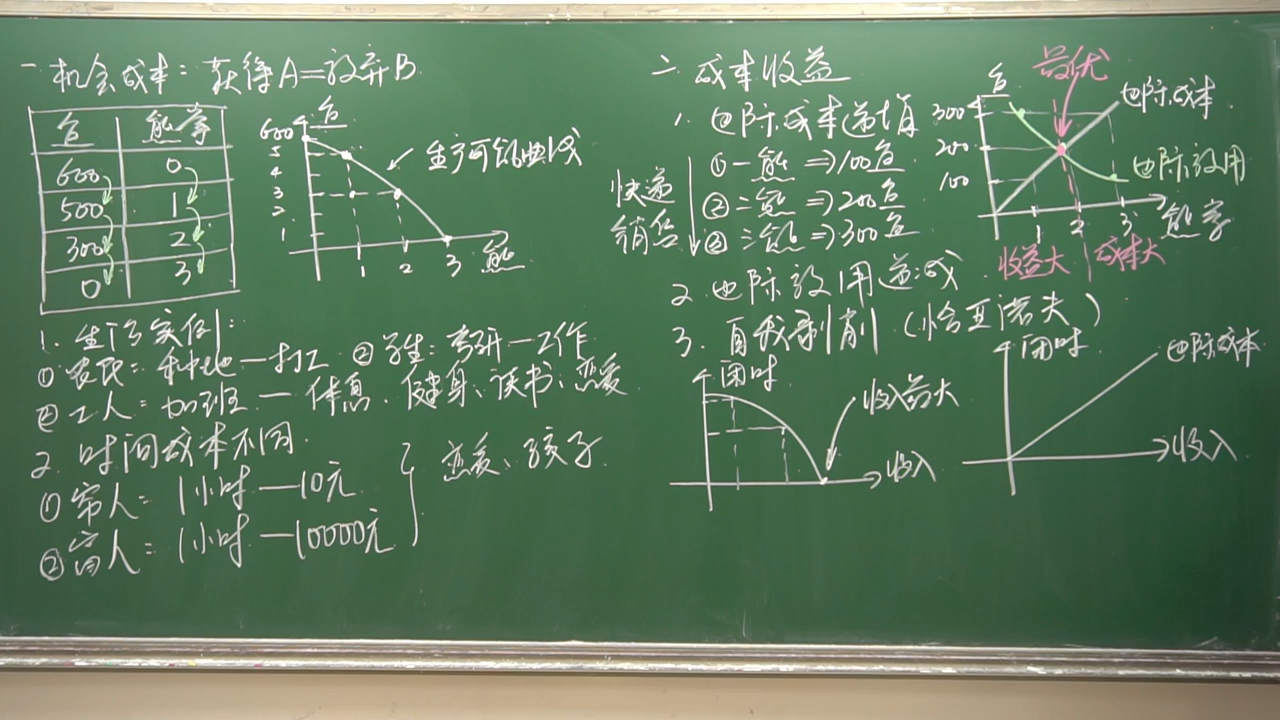 一 机会成本: 获得A=放弃B
鱼 熊掌
600 0
500 1
300 2
0 3
鱼
600
5
4
3
2
1
1 2 3 熊
生产可能曲线
1. 生活实例:
① 农民: 种地—打工 ② 学生: 考研—工作
② 工人: 加班—休息、健身、读书、恋爱
2. 时间成本不同
① 穷人: 1小时—10元
② 富人: 1小时—10000元
恋爱、孩子
二 成本收益
1. 边际成本递增
① 一熊⇒100鱼
② 二熊⇒200鱼
③ 三熊⇒300鱼
快递
销售
鱼
300
200
100
1 2 3 熊掌
最优
边际成本
边际效用
收益大 成本大
2. 边际效用递减
3. 自我剥削 (恰亚诺夫)
闭时
收入最大
收入
闭时
边际成本
收入